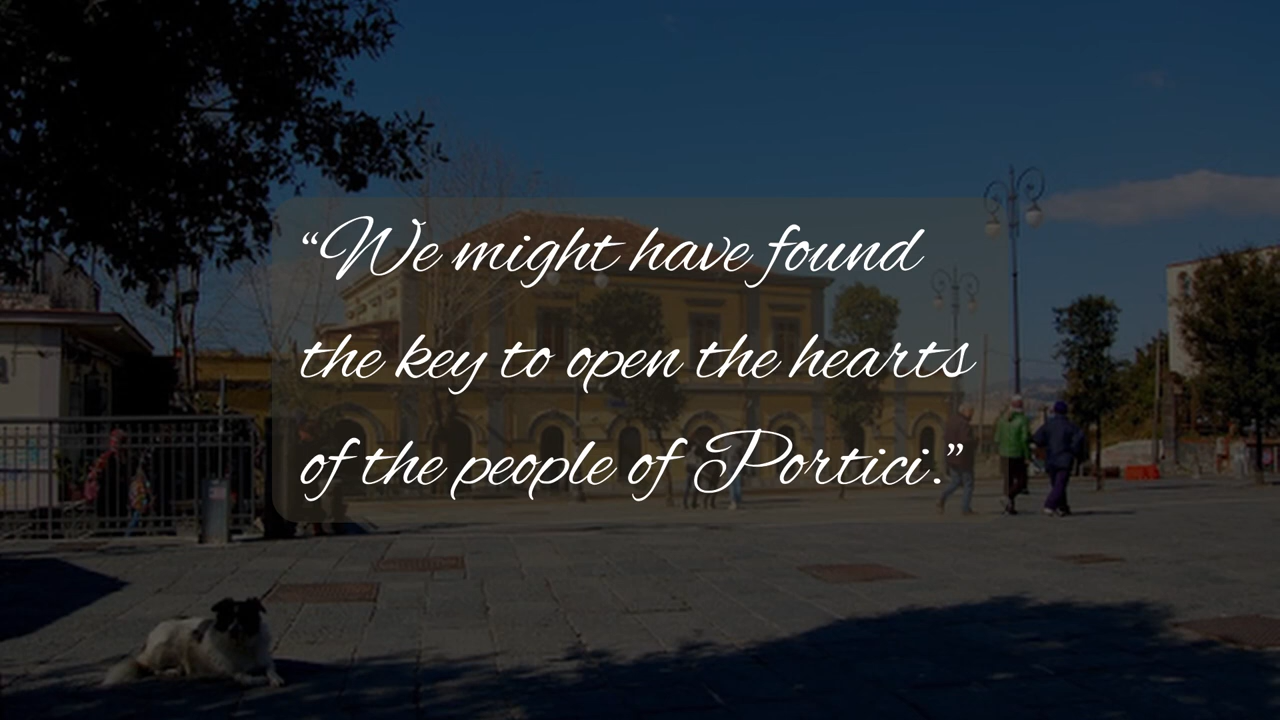 “We might have found
the key to open the hearts
of the people of Portici.”